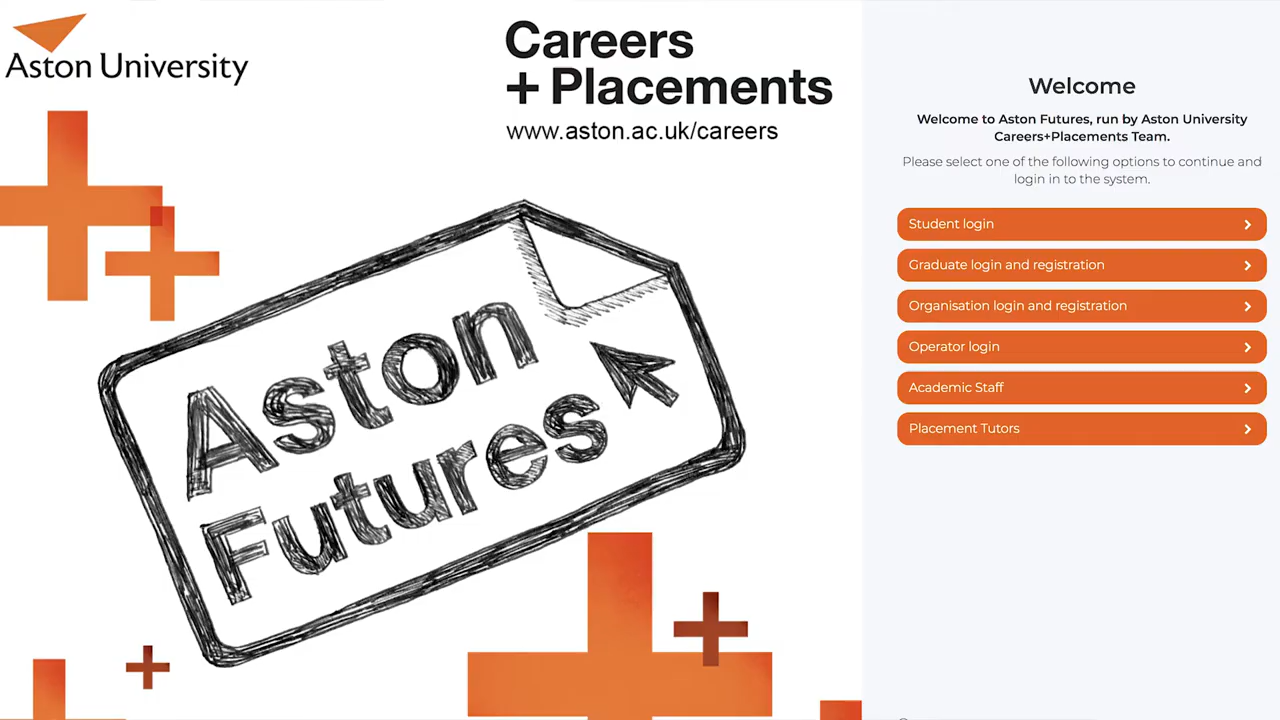 Aston University
Careers
+ Placements
www.aston.ac.uk/careers
Aston
Futures
Welcome
Welcome to Aston Futures, run by Aston University
Careers+Placements Team.
Please select one of the following options to continue and
login in to the system.
Student login
Graduate login and registration
Organisation login and registration
Operator login
Academic Staff
Placement Tutors